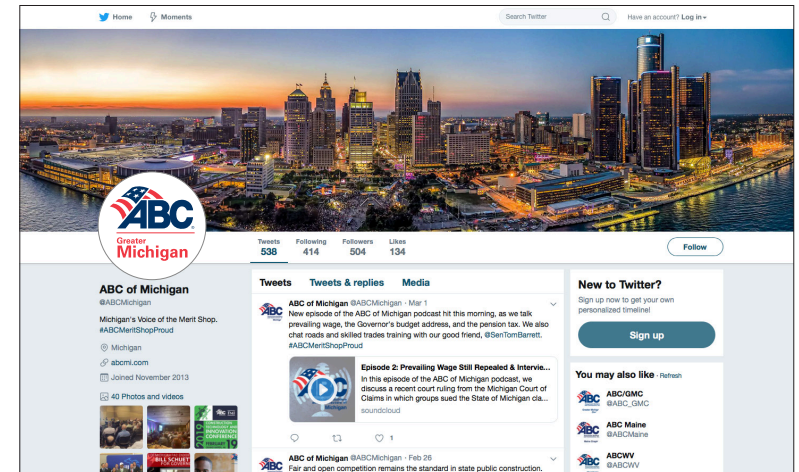 Home
Moments
Search Twitter
Have an account? Log in
ABC
Greater
Michigan
Tweets
538
Following
414
Followers
504
Likes
134
Follow
ABC of Michigan
@ABCMichigan
Michigan's Voice of the Merit Shop.
#ABCMeritShopProud
Michigan
abcmi.com
Joined November 2013
40 Photos and videos
2019
INNOVATION
CONFERENCE
FEBRUARY 19
BILL SCHUETTE
FOR GOVERNOR
Tweets
Tweets & replies
Media
ABC of Michigan @ABCMichigan · Mar 1
New episode of the ABC of Michigan podcast hit this morning, as we talk
prevailing wage, the Governor's budget address, and the pension tax. We also
chat roads and skilled trades training with our good friend, @SenTomBarrett.
#ABCMeritShopProud
Episode 2: Prevailing Wage Still Repealed & Intervie...
In this episode of the ABC of Michigan podcast, we
discuss a recent court ruling from the Michigan Court of
Claims in which groups sued the State of Michigan cla...
soundcloud
1
ABC of Michigan @ABCMichigan · Feb 26
Fair and open competition remains the standard in state public construction.
New to Twitter?
Sign up now to get your own
personalized timeline!
Sign up
You may also like · Refresh
ABC/GMC
@ABC_GMC
ABC Maine
@ABCMaine
ABCWV
@ABCWV